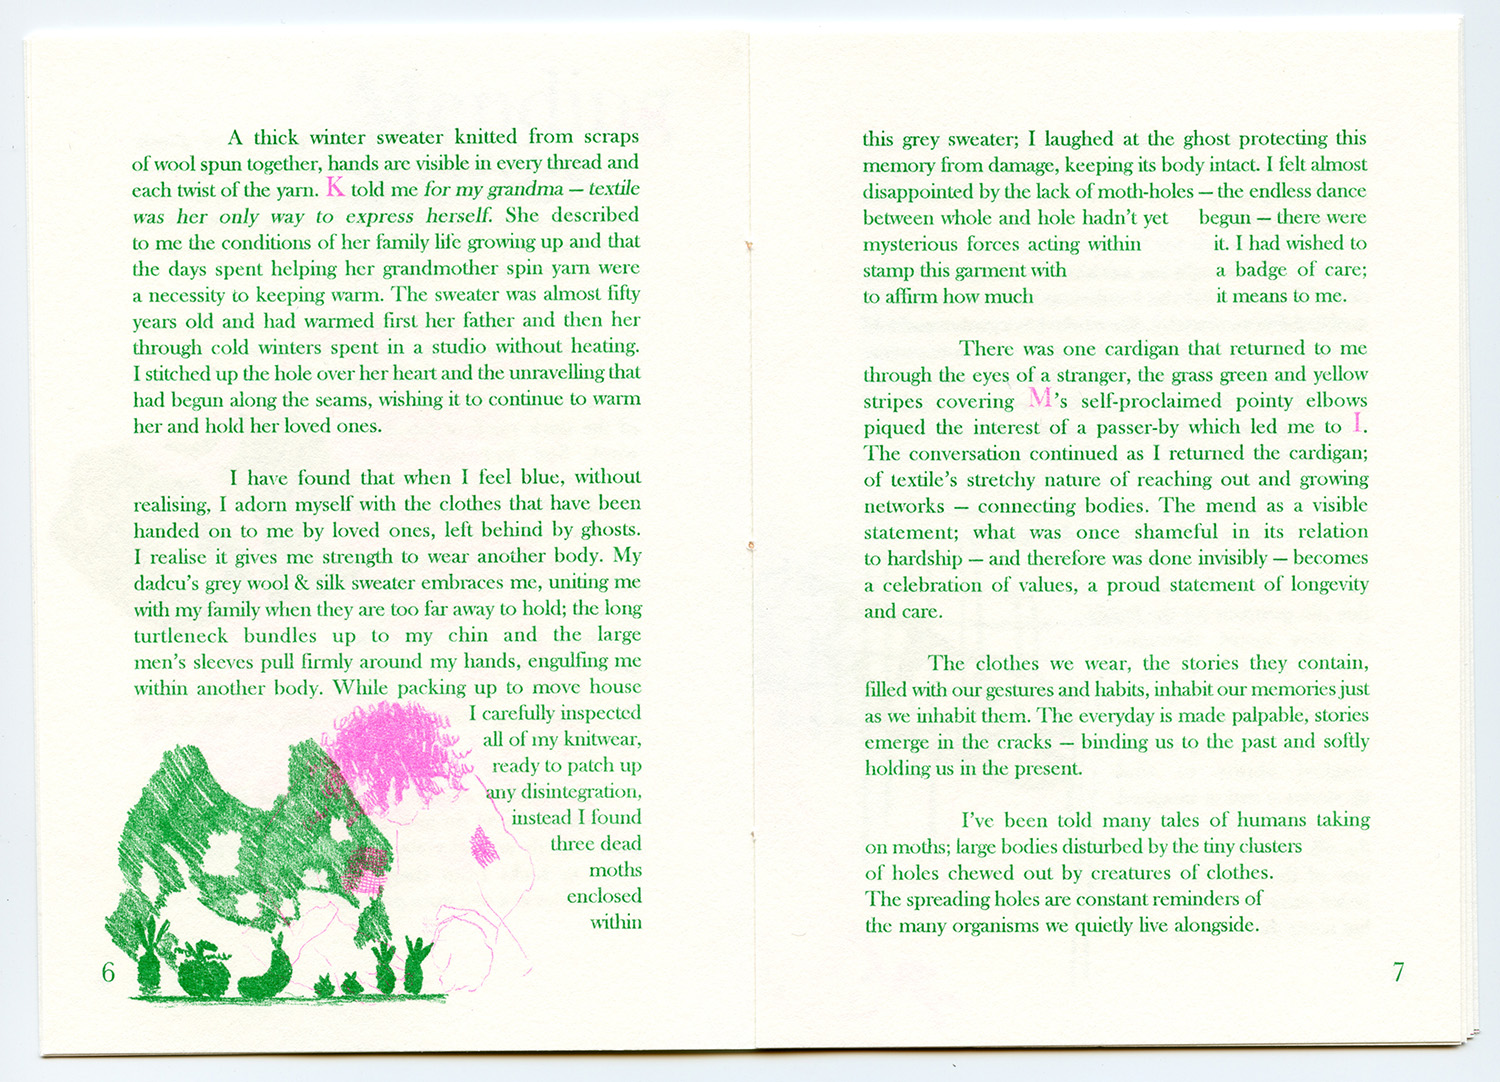 A thick winter sweater knitted from scraps
of wool spun together, hands are visible in every thread and
each twist of the yarn. K told me for my grandma – textile
was her only way to express herself. She described
to me the conditions of her family life growing up and that
the days spent helping her grandmother spin yarn were
a necessity to keeping warm. The sweater was almost fifty
years old and had warmed first her father and then her
through cold winters spent in a studio without heating.
I stitched up the hole over her heart and the unravelling that
had begun along the seams, wishing it to continue to warm
her and hold her loved ones.
I have found that when I feel blue, without
realising, I adorn myself with the clothes that have been
handed on to me by loved ones, left behind by ghosts.
I realise it gives me strength to wear another body. My
dadcu's grey wool & silk sweater embraces me, uniting me
with my family when they are too far away to hold; the long
turtleneck bundles up to my chin and the large
men's sleeves pull firmly around my hands, engulfing me
within another body. While packing up to move house
I carefully inspected
all of my knitwear,
ready to patch up
any disintegration,
instead I found
three dead
moths
enclosed
within
6
this grey sweater; I laughed at the ghost protecting this
memory from damage, keeping its body intact. I felt almost
disappointed by the lack of moth-holes – the endless dance
between whole and hole hadn't yet begun – there were
mysterious forces acting within it. I had wished to
stamp this garment with a badge of care;
to affirm how much it means to me.
There was one cardigan that returned to me
through the eyes of a stranger, the grass green and yellow
stripes covering M's self-proclaimed pointy elbows
piqued the interest of a passer-by which led me to I.
The conversation continued as I returned the cardigan;
of textile's stretchy nature of reaching out and growing
networks – connecting bodies. The mend as a visible
statement; what was once shameful in its relation
to hardship – and therefore was done invisibly – becomes
a celebration of values, a proud statement of longevity
and care.
The clothes we wear, the stories they contain,
filled with our gestures and habits, inhabit our memories just
as we inhabit them. The everyday is made palpable, stories
emerge in the cracks – binding us to the past and softly
holding us in the present.
I've been told many tales of humans taking
on moths; large bodies disturbed by the tiny clusters
of holes chewed out by creatures of clothes.
The spreading holes are constant reminders of
the many organisms we quietly live alongside.
7